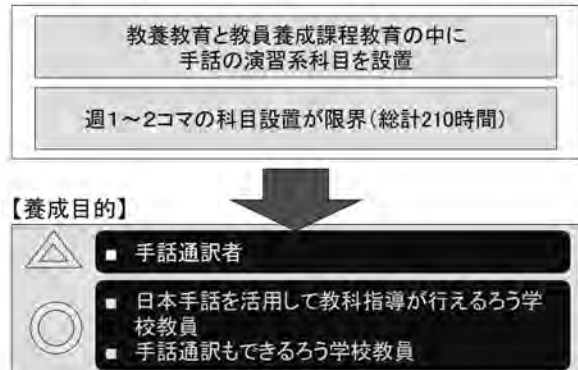 教養教育と教員養成課程教育の中に
手話の演習系科目を設置
週1～2コマの科目設置が限界(総計210時間)
【養成目的】
■ 手話通訳者
■ 日本手話を活用して教科指導が行えるろう学
校教員
■ 手話通訳もできるろう学校教員